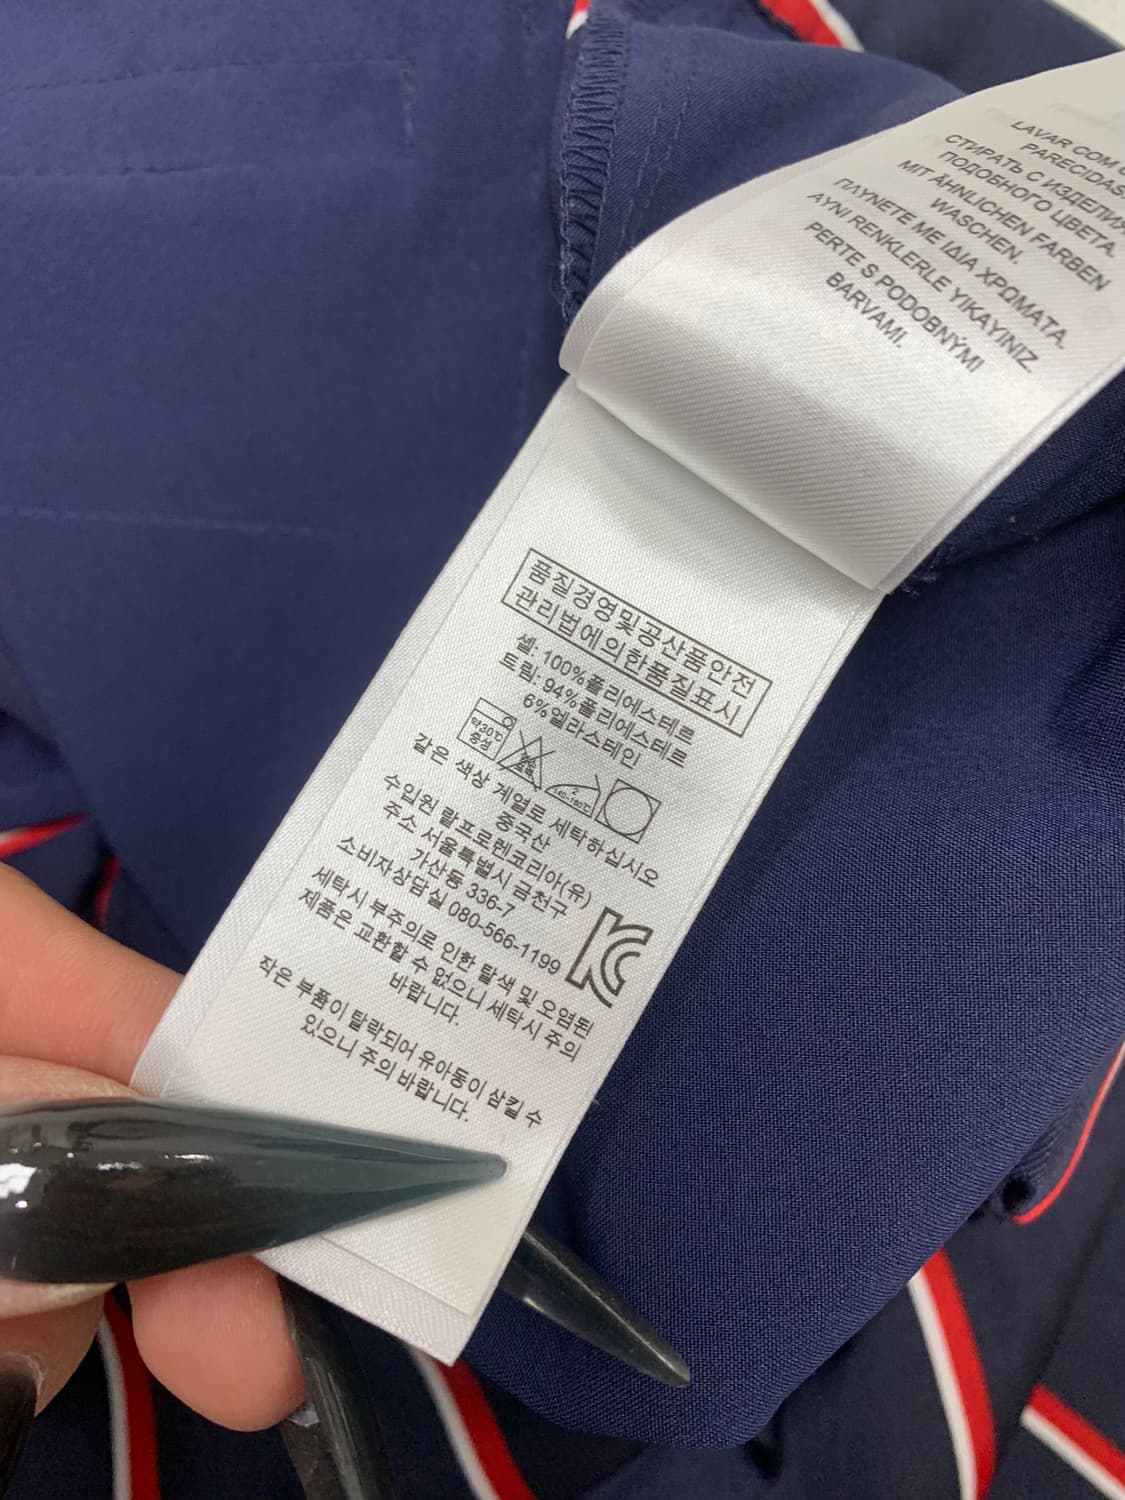 LAVAR COM
PARECIDAS
СТИРАТЬ С ИЗДЕЛИЯ
ПОДОБНОГО ЦВЕТА.
MIT ÄHNLICHEN FARBEN
WASCHEN.
ΠΛΥΝΕΤΕ ΜΕ ΙΔΙΑ ΧΡΩΜΑΤΑ.
AYNI RENKLERLE YIKAYINIZ.
PERTE S PODOBNÝMI
BARVAMI.
품질경영및공산품안전
관리법에의한품질표시
셀: 100%폴리에스테르
트림: 94%폴리에스테르
6%엘라스테인
약30℃
중성
2
140-160℃
같은 색상 계열로 세탁하십시오
중국산
수입원 랄프로렌코리아(유)
주소 서울특별시 금천구
가산동 336-7
소비자상담실 080-566-1199
세탁시 부주의로 인한 탈색 및 오염된
제품은 교환할 수 없으니 세탁시 주의
바랍니다.
작은 부품이 탈락되어 유아동이 삼킬 수
있으니 주의 바랍니다.